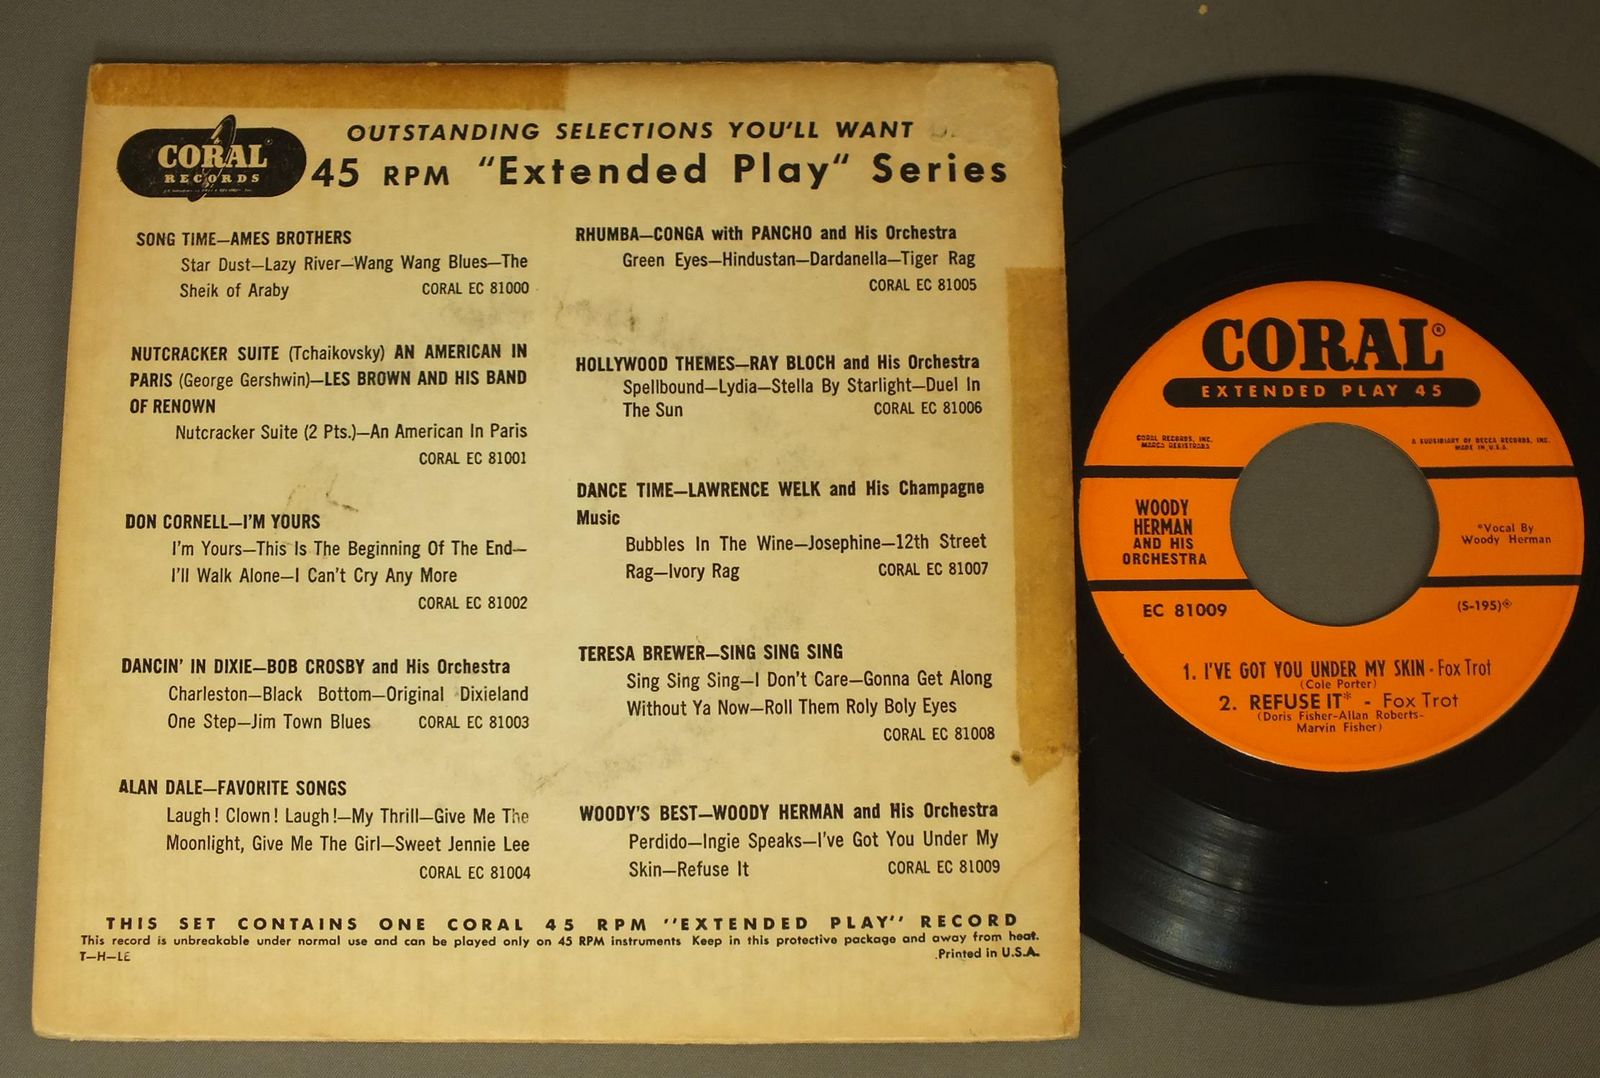 CORAL
RECORDS
OUTSTANDING SELECTIONS YOU'LL WANT
45 RPM "Extended Play" Series
SONG TIME—AMES BROTHERS
Star Dust—Lazy River—Wang Wang Blues—The
Sheik of Araby CORAL EC 81000
NUTCRACKER SUITE (Tchaikovsky) AN AMERICAN IN
PARIS (George Gershwin)—LES BROWN AND HIS BAND
OF RENOWN
Nutcracker Suite (2 Pts.)—An American In Paris
CORAL EC 81001
DON CORNELL—I'M YOURS
I'm Yours—This Is The Beginning Of The End—
I'll Walk Alone—I Can't Cry Any More
CORAL EC 81002
DANCIN' IN DIXIE—BOB CROSBY and His Orchestra
Charleston—Black Bottom—Original Dixieland
One Step—Jim Town Blues CORAL EC 81003
ALAN DALE—FAVORITE SONGS
Laugh! Clown! Laugh!—My Thrill—Give Me The
Moonlight, Give Me The Girl—Sweet Jennie Lee
CORAL EC 81004
RHUMBA—CONGA with PANCHO and His Orchestra
Green Eyes—Hindustan—Dardanella—Tiger Rag
CORAL EC 81005
HOLLYWOOD THEMES—RAY BLOCH and His Orchestra
Spellbound—Lydia—Stella By Starlight—Duel In
The Sun CORAL EC 81006
DANCE TIME—LAWRENCE WELK and His Champagne
Music
Bubbles In The Wine—Josephine—12th Street
Rag—Ivory Rag CORAL EC 81007
TERESA BREWER—SING SING SING
Sing Sing Sing—I Don't Care—Gonna Get Along
Without Ya Now—Roll Them Roly Boly Eyes
CORAL EC 81008
WOODY'S BEST—WOODY HERMAN and His Orchestra
Perdido—Ingie Speaks—I've Got You Under My
Skin—Refuse It CORAL EC 81009
THIS SET CONTAINS ONE CORAL 45 RPM "EXTENDED PLAY" RECORD
This record is unbreakable under normal use and can be played only on 45 RPM instruments Keep in this protective package and away from heat.
T—H—LE Printed in U.S.A.
CORAL®
EXTENDED PLAY 45
CORAL RECORDS, INC.
MARCA REGISTRADA
A SUBSIDIARY OF DECCA RECORDS, INC.
MADE IN U.S.A.
WOODY
HERMAN
AND HIS
ORCHESTRA
*Vocal By
Woody Herman
EC 81009
(S-195)
1. I'VE GOT YOU UNDER MY SKIN - Fox Trot
(Cole Porter)
2. REFUSE IT* - Fox Trot
(Doris Fisher-Allan Roberts-
Marvin Fisher)